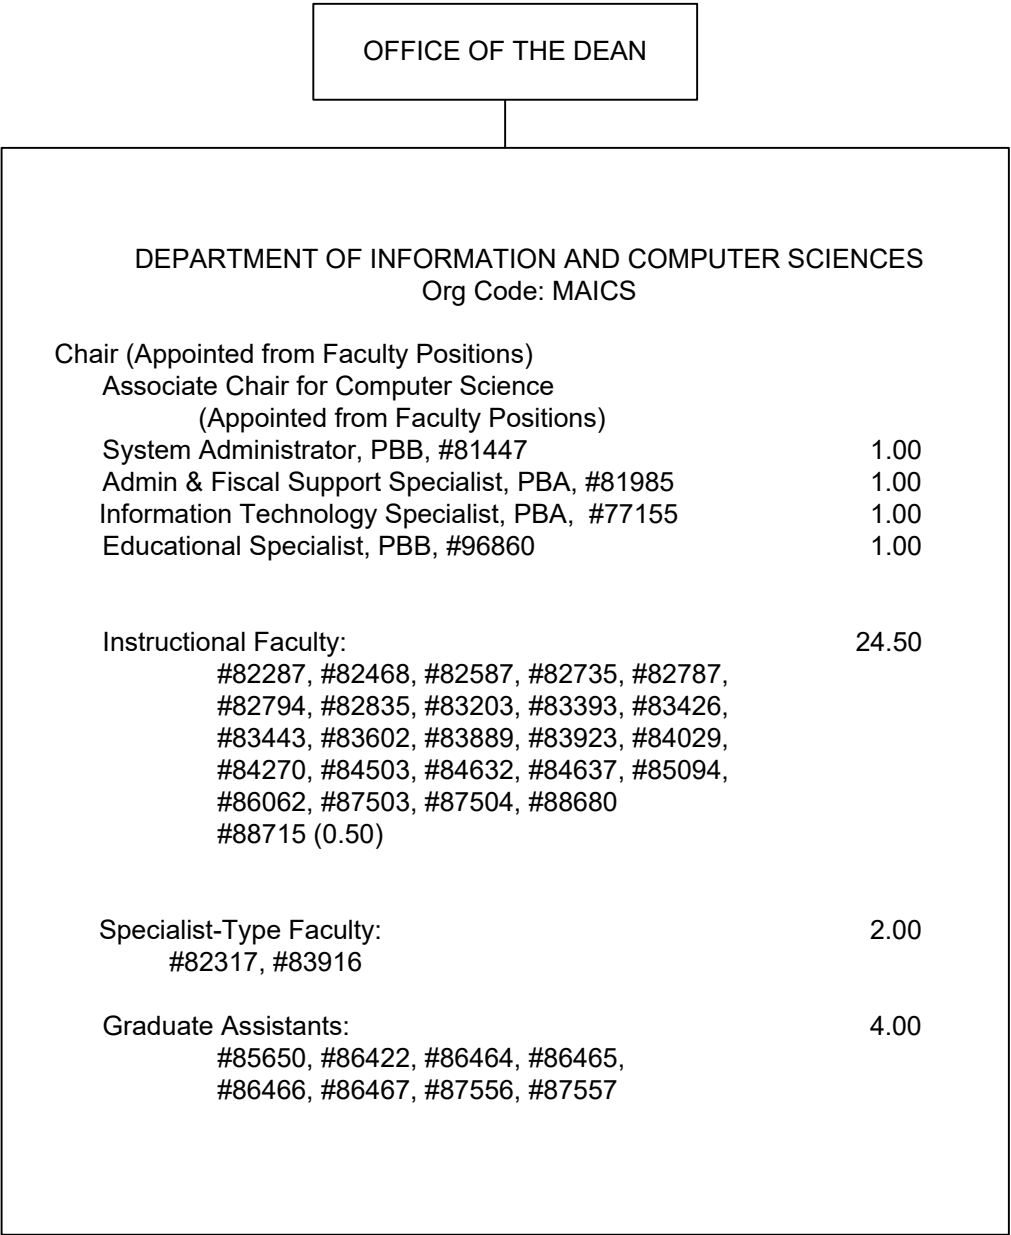 OFFICE OF THE DEAN
DEPARTMENT OF INFORMATION AND COMPUTER SCIENCES
Org Code: MAICS
Chair (Appointed from Faculty Positions)
Associate Chair for Computer Science
(Appointed from Faculty Positions)
System Administrator, PBB, #81447 1.00
Admin & Fiscal Support Specialist, PBA, #81985 1.00
Information Technology Specialist, PBA, #77155 1.00
Educational Specialist, PBB, #96860 1.00
Instructional Faculty: 24.50
#82287, #82468, #82587, #82735, #82787,
#82794, #82835, #83203, #83393, #83426,
#83443, #83602, #83889, #83923, #84029,
#84270, #84503, #84632, #84637, #85094,
#86062, #87503, #87504, #88680
#88715 (0.50)
Specialist-Type Faculty: 2.00
#82317, #83916
Graduate Assistants: 4.00
#85650, #86422, #86464, #86465,
#86466, #86467, #87556, #87557